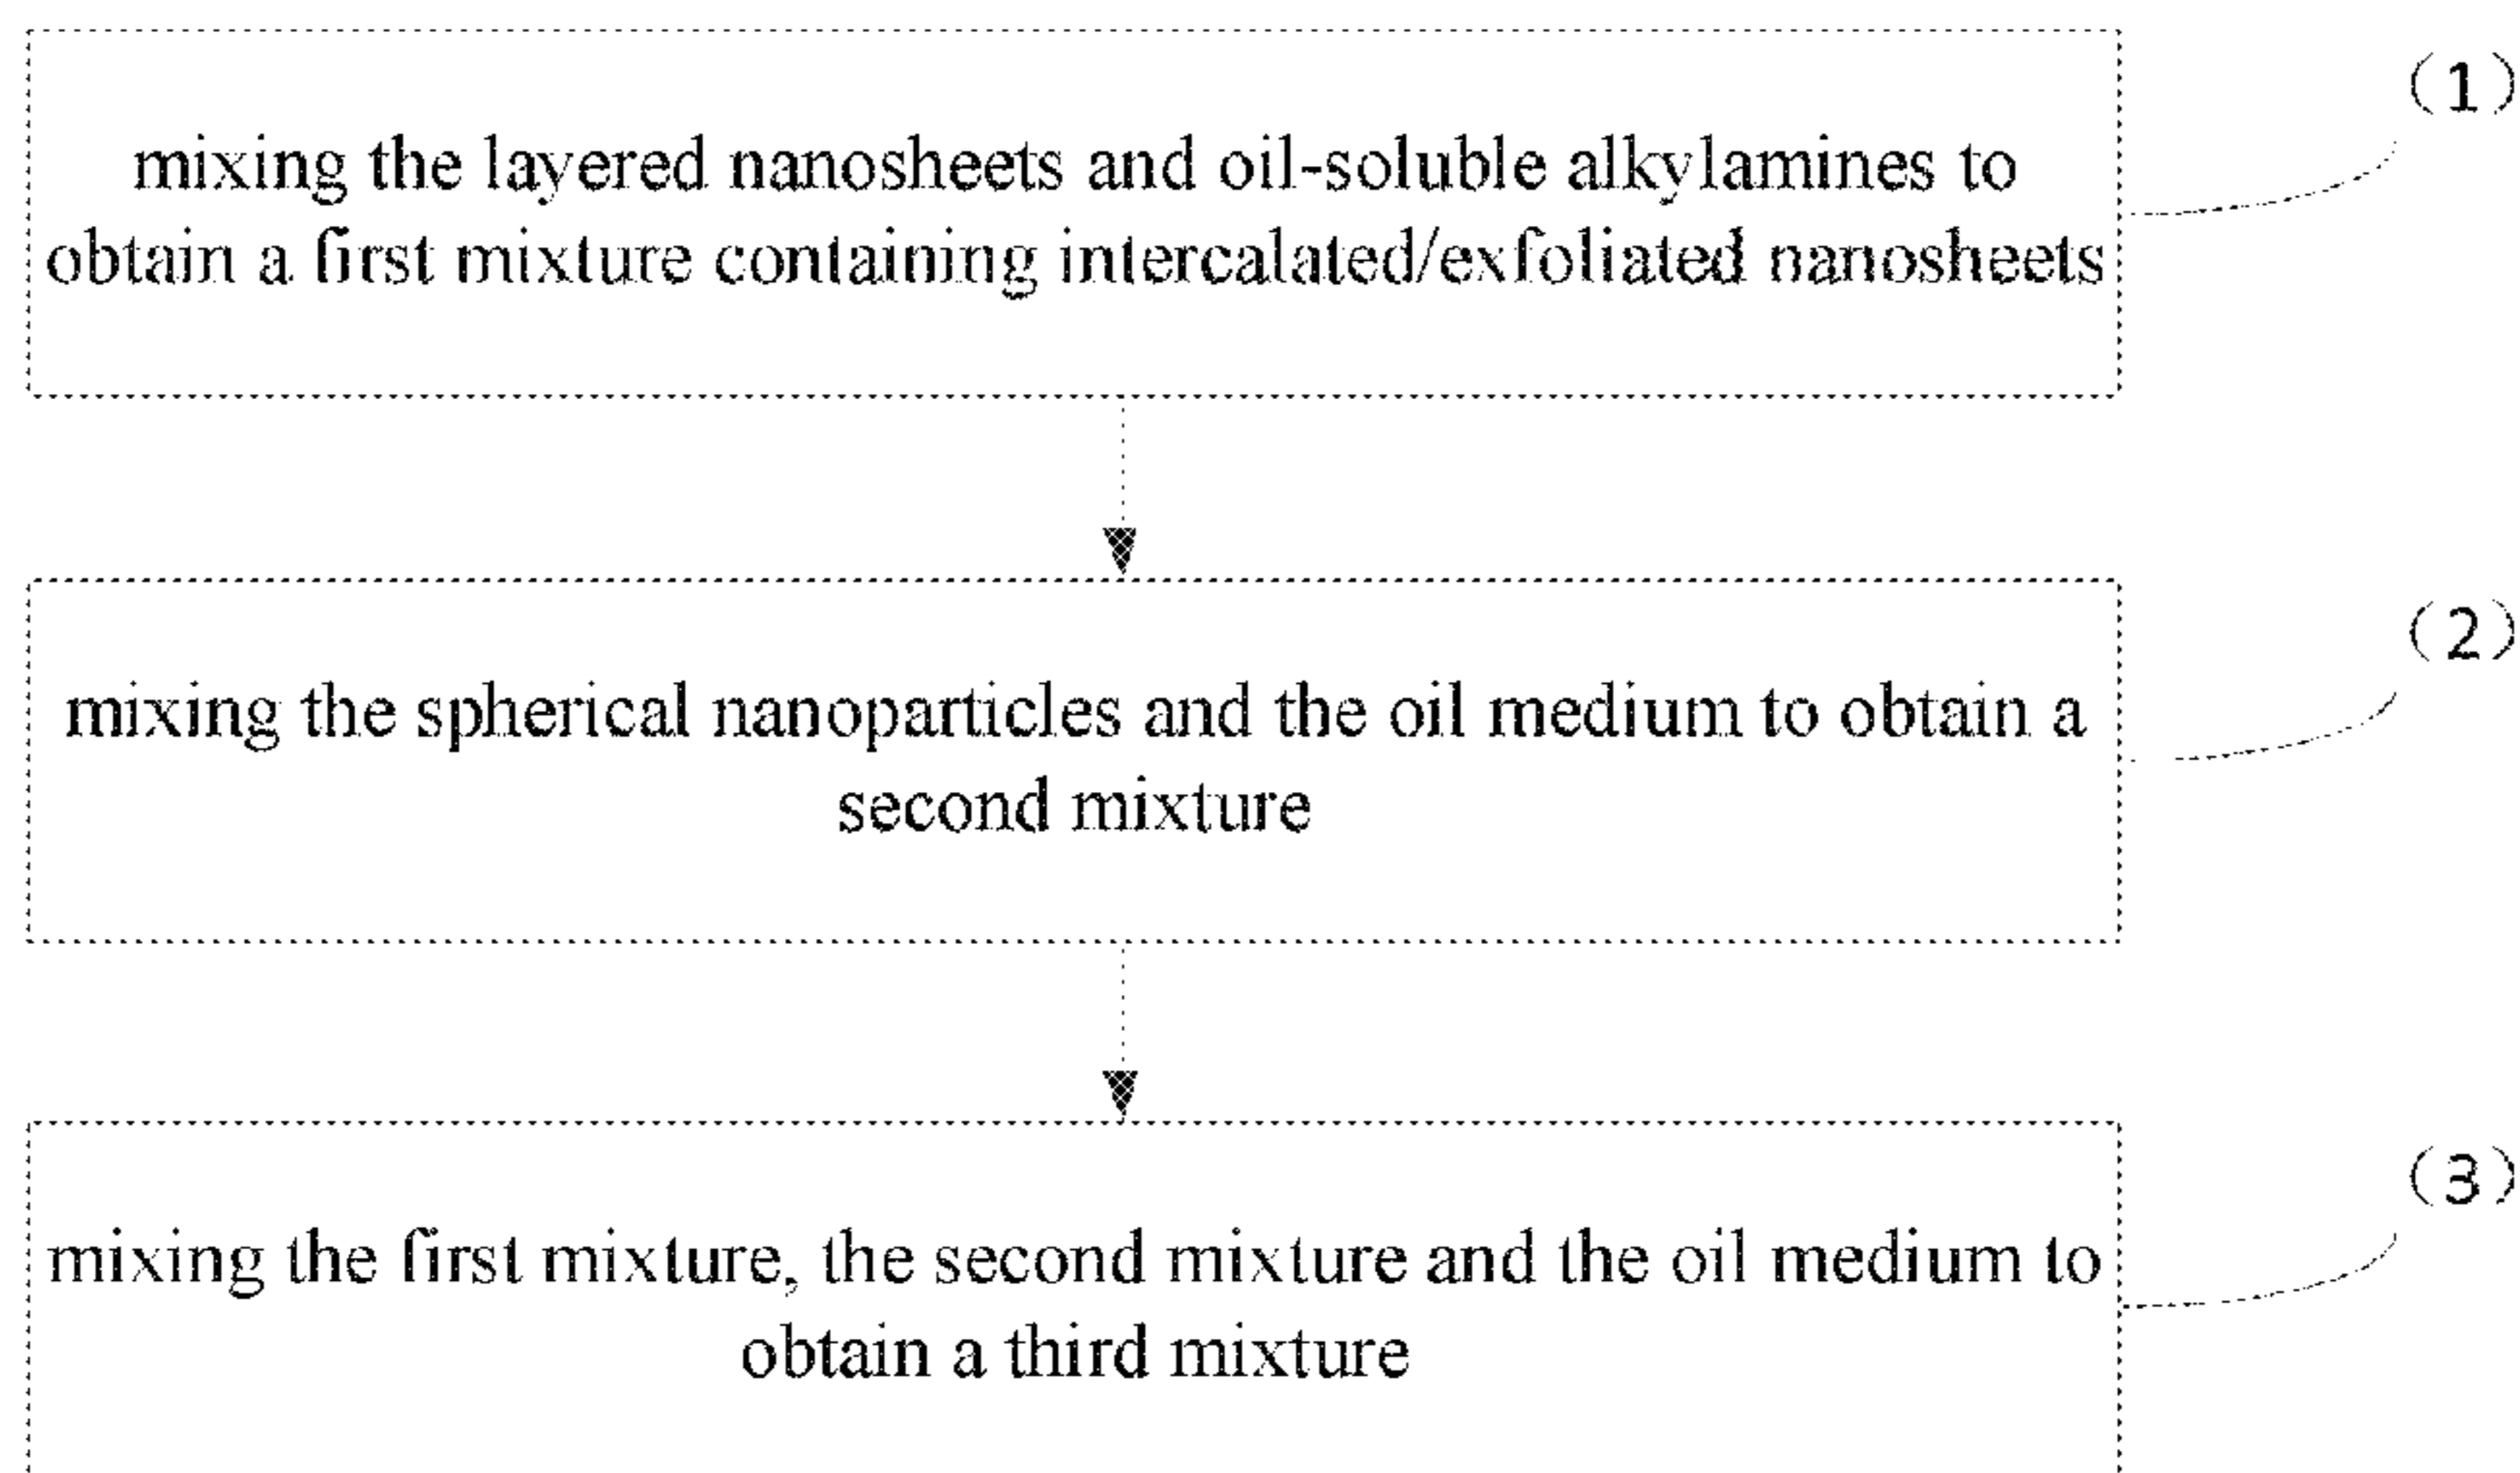 (1)
mixing the layered nanosheets and oil-soluble alkylamines to
obtain a first mixture containing intercalated/exfoliated nanosheets
(2)
mixing the spherical nanoparticles and the oil medium to obtain a
second mixture
(3)
mixing the first mixture, the second mixture and the oil medium to
obtain a third mixture